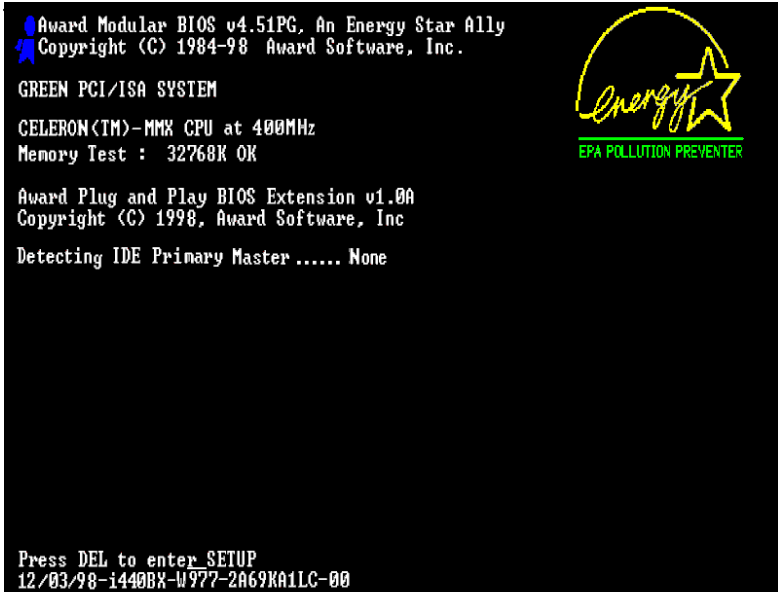 Award Modular BIOS v4.51PG, An Energy Star Ally
Copyright (C) 1984-98 Award Software, Inc.
energy
EPA POLLUTION PREVENTER
GREEN PCI/ISA SYSTEM
CELERON(TM)-MMX CPU at 400MHz
Memory Test : 32768K OK
Award Plug and Play BIOS Extension v1.0A
Copyright (C) 1998, Award Software, Inc
Detecting IDE Primary Master ...... None
Press DEL to enter SETUP
12/03/98-i440BX-W977-2A69KA1LC-00